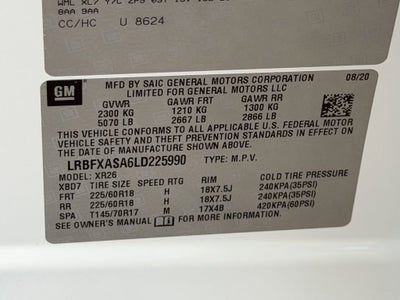 8AA 9AA
CC/HC U 8624
GM
MFD BY SAIC GENERAL MOTORS CORPORATION 08/20
LIMITED FOR GENERAL MOTORS LLC
GVWR GAWR FRT GAWR RR
2300 KG 1210 KG 1300 KG
5070 LB 2667 LB 2866 LB
THIS VEHICLE CONFORMS TO ALL APPLICABLE U.S. FEDERAL MOTOR
VEHICLE SAFETY AND THEFT PREVENTION STANDARDS IN EFFECT ON
THE DATE OF MANUFACTURE SHOWN ABOVE.
LRBFXASA6LD225990 TYPE: M.P.V.
MODEL: XR26
XBD7 TIRE SIZE SPEED RTG RIM COLD TIRE PRESSURE
FRT 225/60R18 H 18X7.5J 240KPA(35PSI)
RR 225/60R18 H 18X7.5J 240KPA(35PSI)
SPA T145/70R17 M 17X4B 420KPA(60PSI)
SEE OWNER'S MANUAL FOR MORE INFORMATION.